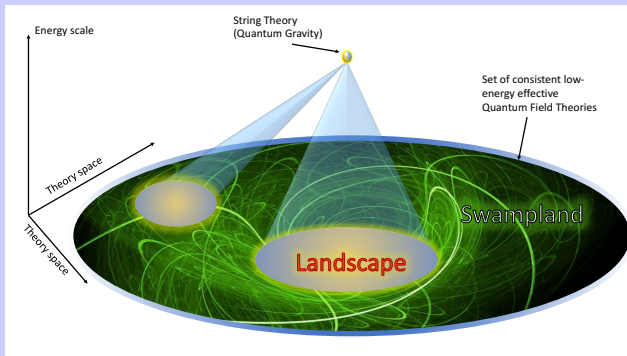 Energy scale
String Theory
(Quantum Gravity)
Set of consistent low-
energy effective
Quantum Field Theories
Theory space
Theory space
Swampland
Landscape